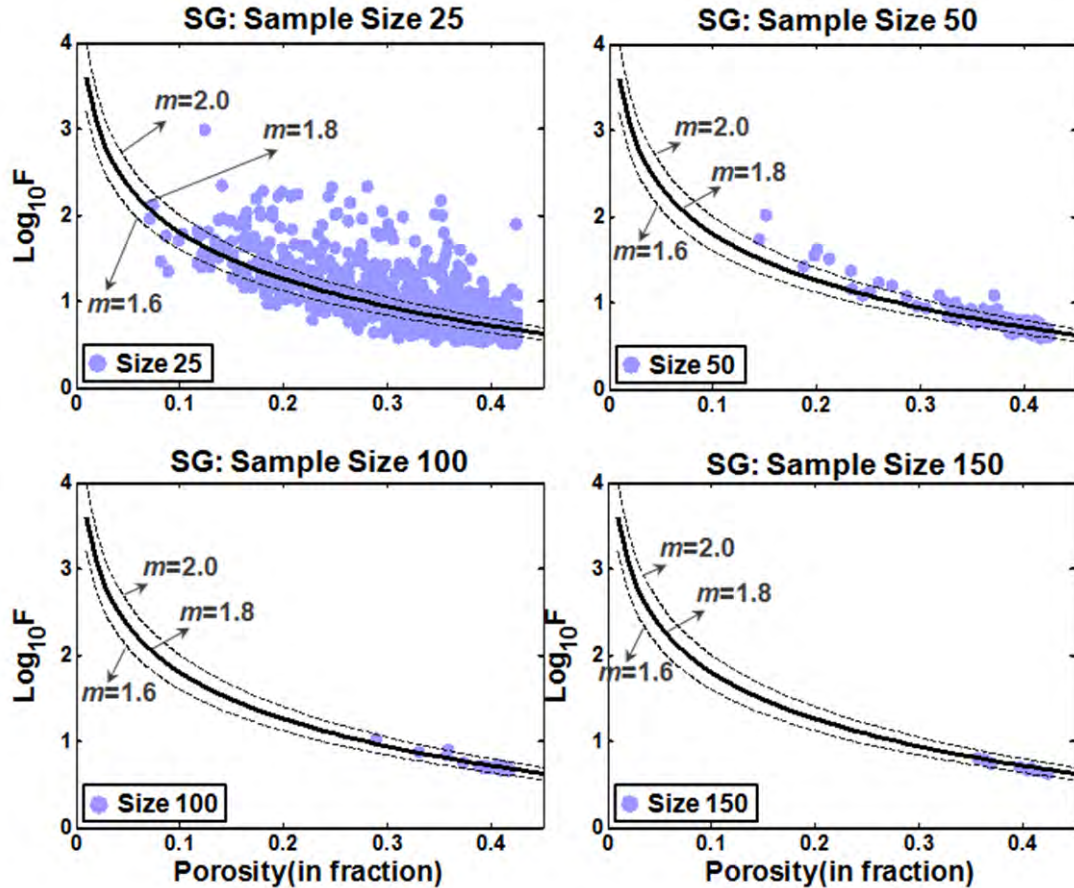 SG: Sample Size 25
4
3
2
1
0
Log10F
m=2.0
m=1.8
m=1.6
Size 25
0
0.1
0.2
0.3
0.4
SG: Sample Size 50
4
3
2
1
0
m=2.0
m=1.8
m=1.6
Size 50
0
0.1
0.2
0.3
0.4
SG: Sample Size 100
4
3
2
1
0
Log10F
m=2.0
m=1.8
m=1.6
Size 100
0
0.1
0.2
0.3
0.4
Porosity(in fraction)
SG: Sample Size 150
4
3
2
1
0
Log10F
m=2.0
m=1.8
m=1.6
Size 150
0
0.1
0.2
0.3
0.4
Porosity(in fraction)